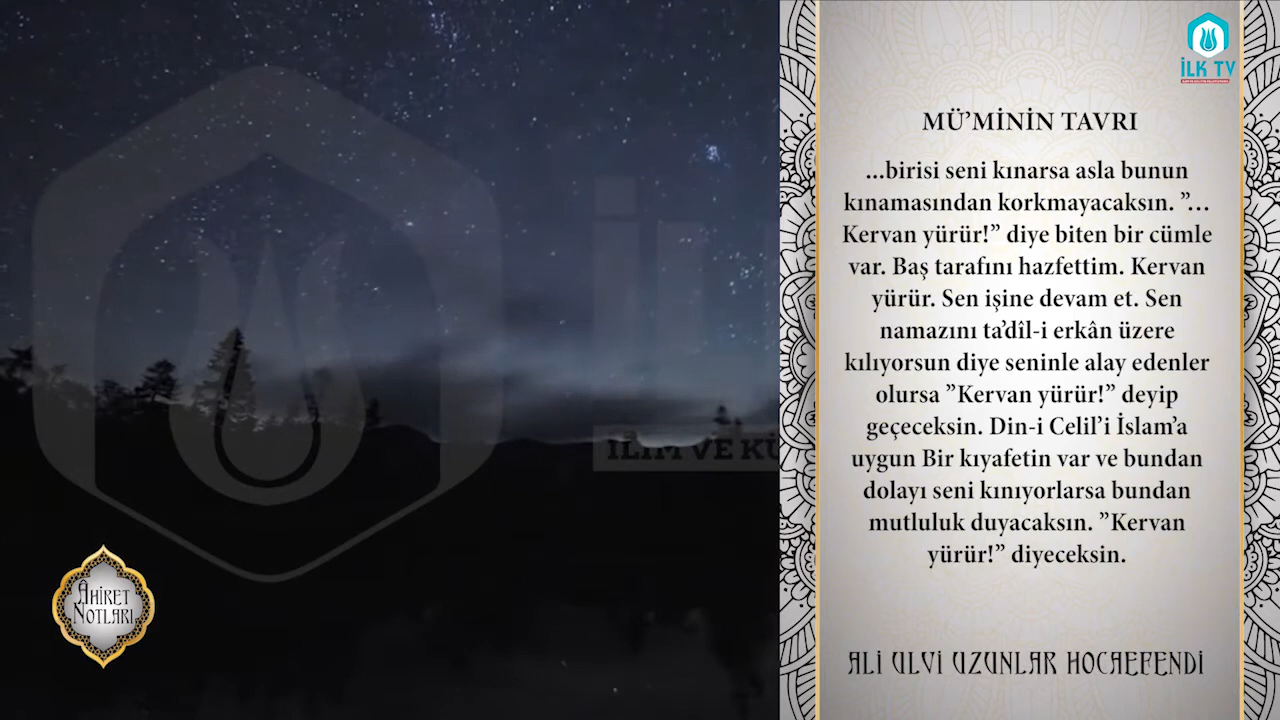 İLK TV
MÜ’MİNİN TAVRI
...birisi seni kınarsa asla bunun
kınamasından korkmayacaksın. ”...
Kervan yürür!” diye biten bir cümle
var. Baş tarafını hazfettim. Kervan
yürür. Sen işine devam et. Sen
namazını ta’dîl-i erkân üzere
kılıyorsun diye seninle alay edenler
olursa ”Kervan yürür!” deyip
geçeceksin. Din-i Celil’i İslam’a
uygun Bir kıyafetin var ve bundan
dolayı seni kınıyorlarsa bundan
mutluluk duyacaksın. ”Kervan
yürür!” diyeceksin.
ALİ ULVİ UZUNLAR HOCAEFENDİ
İLİM VE KÜ
ÂHİRET
NOTLARI